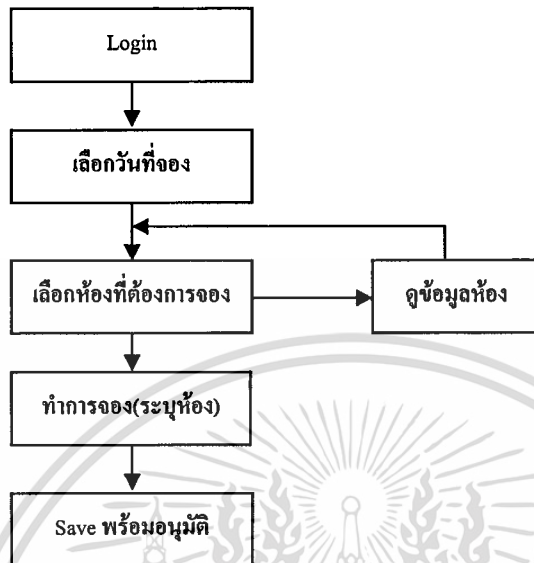 Login
เลือกวันที่จอง
เลือกห้องที่ต้องการจอง
ดูข้อมูลห้อง
ทำการจอง(ระบุห้อง)
Save พร้อมอนุมัติ